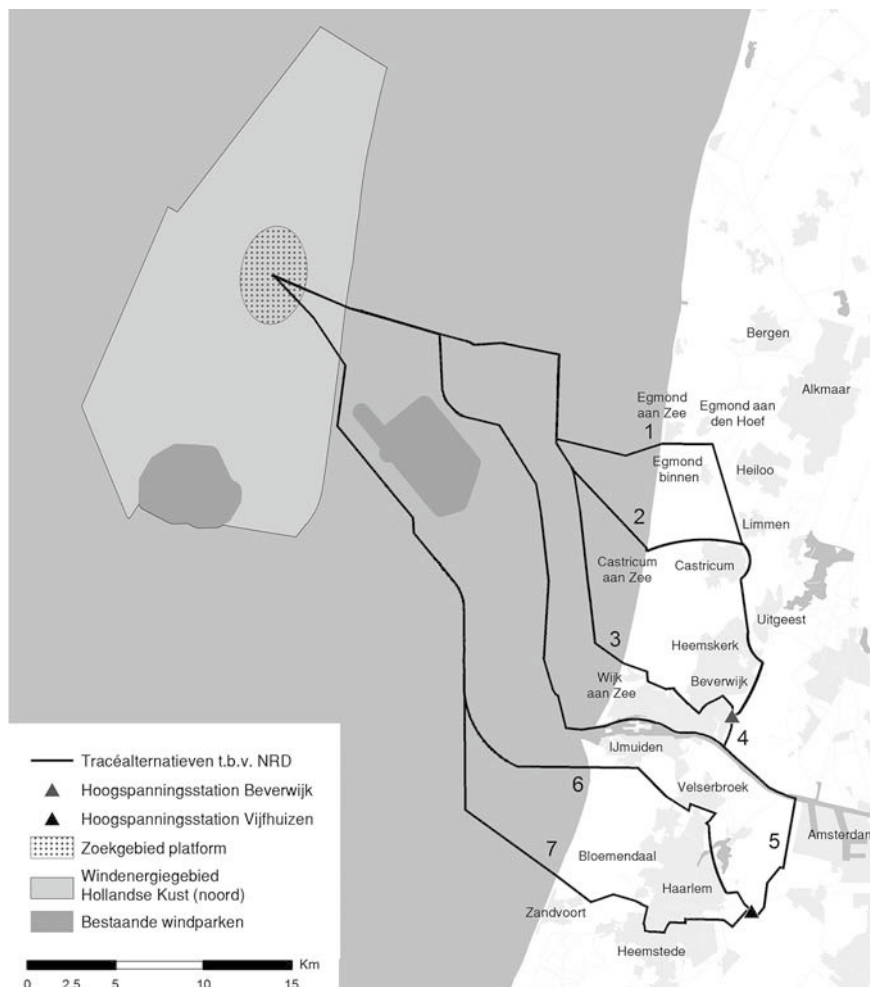 Bergen
Alkmaar
Egmond
aan Zee
Egmond aan
den Hoef
1
Egmond
binnen
Heiloo
2
Limmen
Castricum
aan Zee
Castricum
Uitgeest
3
Heemskerk
Wijk
aan Zee
Beverwijk
4
IJmuiden
6
Velserbroek
Amsterdam
5
7
Bloemendaal
Haarlem
Zandvoort
Heemstede
Tracéalternatieven t.b.v. NRD
Hoogspanningsstation Beverwijk
Hoogspanningsstation Vijfhuizen
Zoekgebied platform
Windenergiegebied
Hollandse Kust (noord)
Bestaande windparken
Km
0 2.5 5 10 15